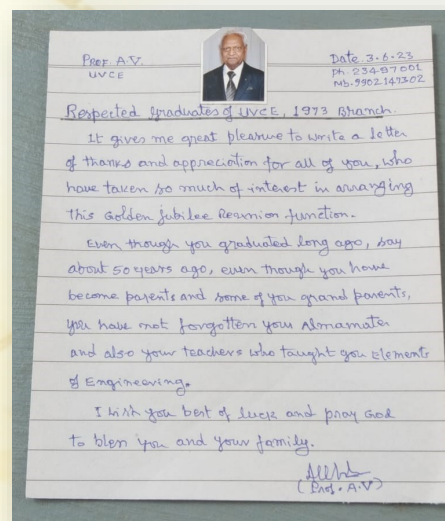 PROF. A.V.
UVCE
Date. 3-6-23
Ph. 23497001
Mb. 9902147302
Respected graduates of UVCE, 1973 Branch.
It gives me great pleasure to write a letter
of thanks and appreciation for all of you, who
have taken so much of interest in arranging
this Golden Jubilee Reunion function.
Even though you graduated long ago, say
about 50 years ago, even though you have
become parents and some of you grand parents,
you have not forgotten your Almamater
and also your teachers who taught you elements
of Engineering.
I wish you best of luck and pray God
to bless you and your family.
(Prof. A.V)